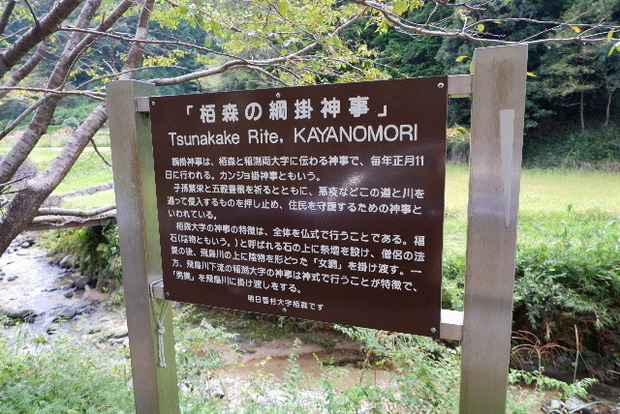 「栢森の綱掛神事」
Tsunakake Rite, KAYANOMORI
綱掛神事は、栢森と稲渕両大字に伝わる神事で、毎年正月11
日に行われる。カンジョ掛神事ともいう。
子孫繁栄と五穀豊穣を祈るとともに、悪疫などこの道と川を
通って侵入するものを押し止め、住民を守護するための神事と
いわれている。
栢森大字の神事の特徴は、全体を仏式で行うことである。福
石(陰物ともいう。)と呼ばれる石の上に祭壇を設け、僧侶の法
要の後、飛鳥川の上に陰物を形どった「女綱」を掛け渡す。一
方、飛鳥川下流の稲渕大字の神事は神式で行うことが特徴で、
「男綱」を飛鳥川に掛け渡しをする。
明日香村大字栢森です